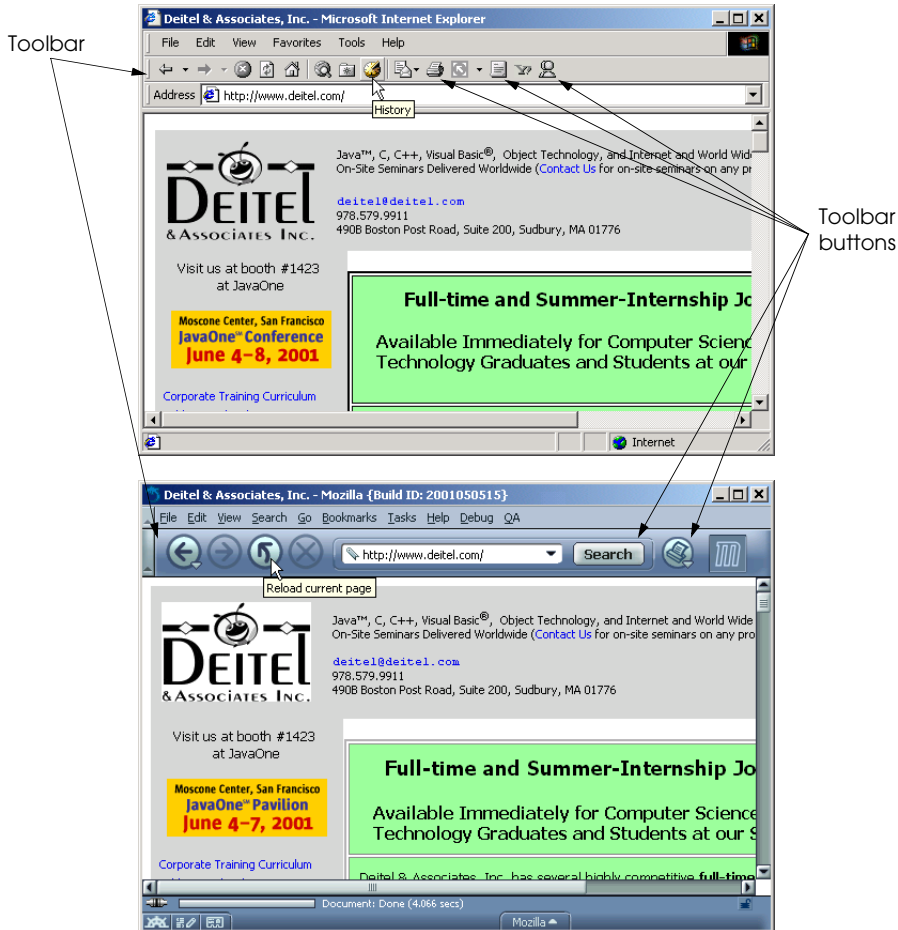 Toolbar
Deitel & Associates, Inc. - Microsoft Internet Explorer
File Edit View Favorites Tools Help
Address http://www.deitel.com/
History
Java™, C, C++, Visual Basic®, Object Technology, and Internet and World Wid
On-Site Seminars Delivered Worldwide (Contact Us for on-site seminars on any pr
deitel@deitel.com
978.579.9911
490B Boston Post Road, Suite 200, Sudbury, MA 01776
DEITEL
& ASSOCIATES INC.
Visit us at booth #1423
at JavaOne
Moscone Center, San Francisco
JavaOne℠ Conference
June 4-8, 2001
Corporate Training Curriculum
Full-time and Summer-Internship Jo
Available Immediately for Computer Scienc
Technology Graduates and Students at our
Internet
Toolbar
buttons
Deitel & Associates, Inc. - Mozilla {Build ID: 2001050515}
File Edit View Search Go Bookmarks Tasks Help Debug QA
http://www.deitel.com/ Search
Reload current page
Java™, C, C++, Visual Basic®, Object Technology, and Internet and World Wide
On-Site Seminars Delivered Worldwide (Contact Us for on-site seminars on any pro
deitel@deitel.com
978.579.9911
490B Boston Post Road, Suite 200, Sudbury, MA 01776
DEITEL
& ASSOCIATES INC.
Visit us at booth #1423
at JavaOne
Moscone Center, San Francisco
JavaOne℠ Pavilion
June 4-7, 2001
Corporate Training Curriculum
Full-time and Summer-Internship Jo
Available Immediately for Computer Science
Technology Graduates and Students at our S
Deitel & Associates, Inc. has several highly competitive full-time
Document: Done (4.066 secs)
Mozilla